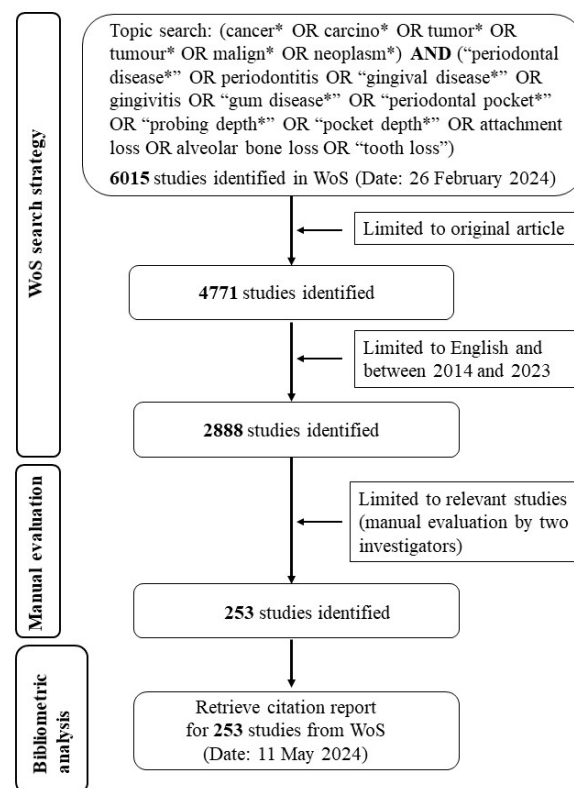 Topic search: (cancer* OR carcino* OR tumor* OR
tumour* OR malign* OR neoplasm*) AND (“periodontal
disease*” OR periodontitis OR “gingival disease*” OR
gingivitis OR “gum disease*” OR “periodontal pocket*”
OR “probing depth*” OR “pocket depth*” OR attachment
loss OR alveolar bone loss OR “tooth loss”)
6015 studies identified in WoS (Date: 26 February 2024)
WoS search strategy
Limited to original article
4771 studies identified
Limited to English and
between 2014 and 2023
2888 studies identified
Manual evaluation
Limited to relevant studies
(manual evaluation by two
investigators)
253 studies identified
Bibliometric
analysis
Retrieve citation report
for 253 studies from WoS
(Date: 11 May 2024)